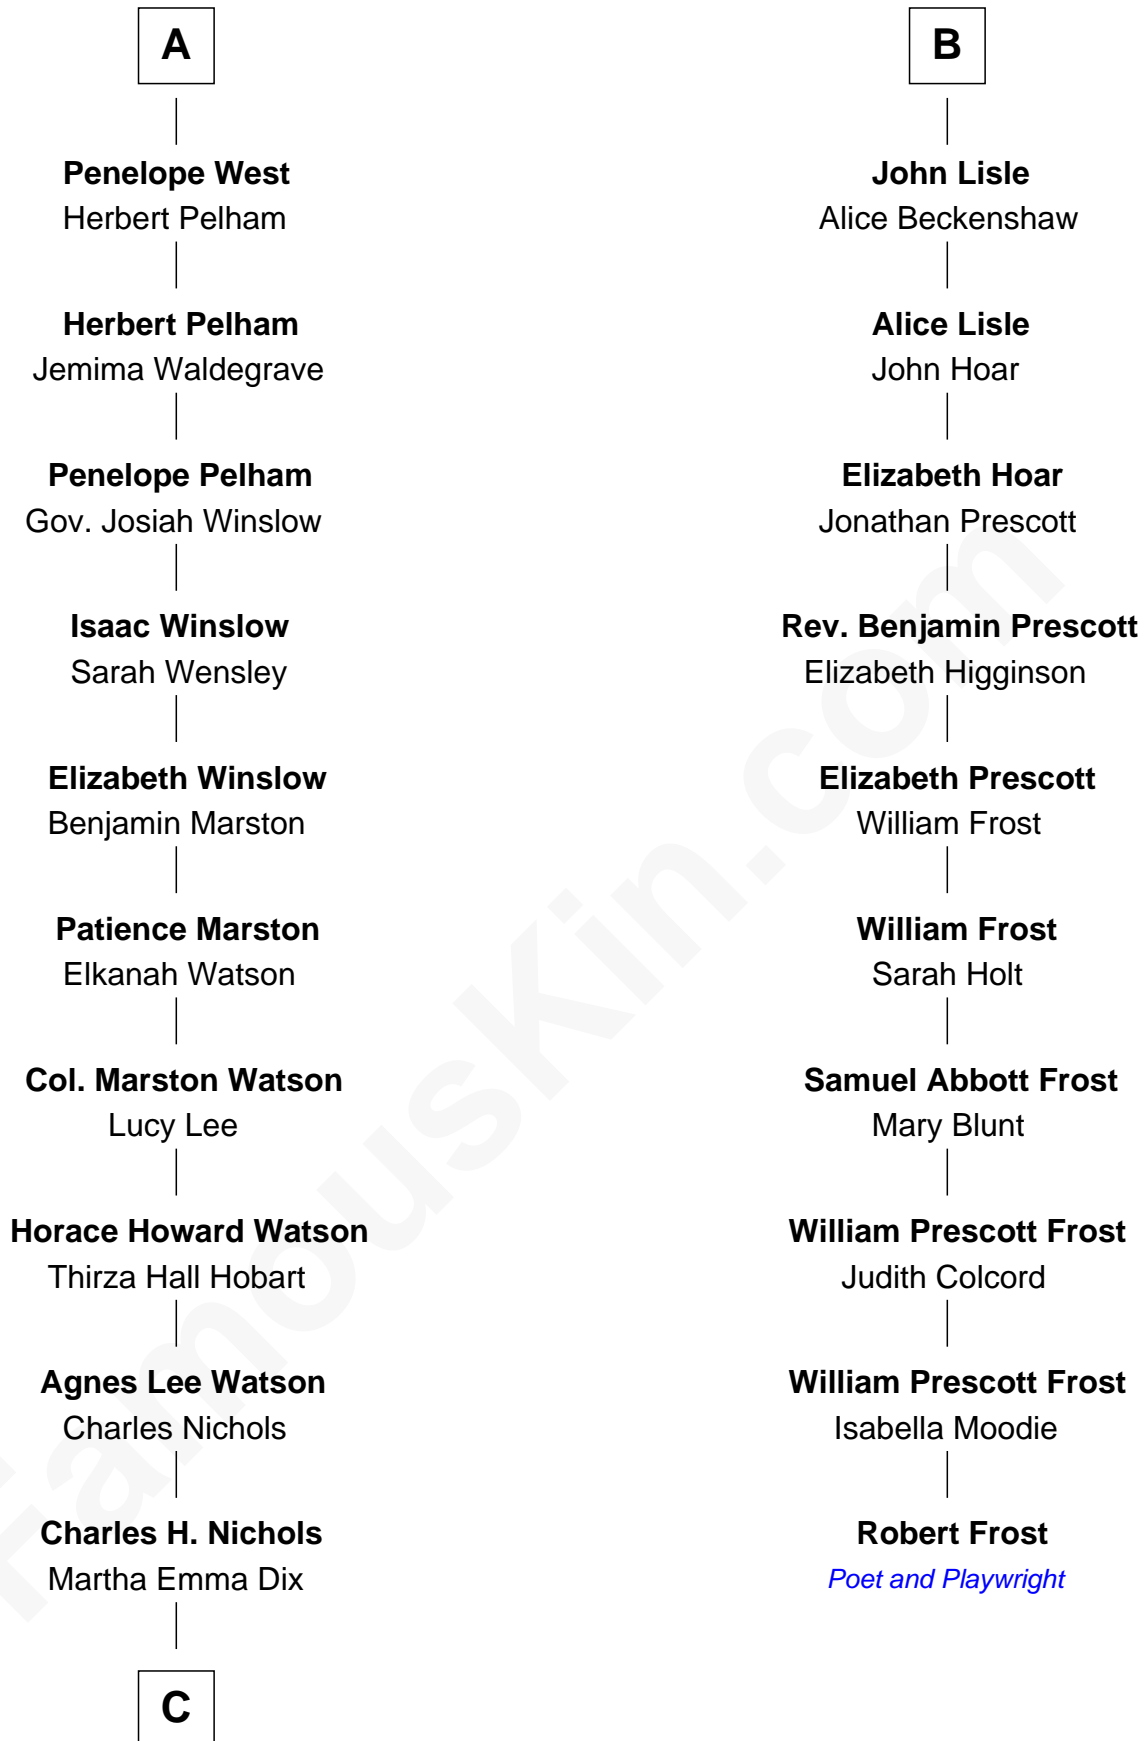 A
Penelope West
Herbert Pelham
Herbert Pelham
Jemima Waldegrave
Penelope Pelham
Gov. Josiah Winslow
Isaac Winslow
Sarah Wensley
Elizabeth Winslow
Benjamin Marston
Patience Marston
Elkanah Watson
Col. Marston Watson
Lucy Lee
Horace Howard Watson
Thirza Hall Hobart
Agnes Lee Watson
Charles Nichols
Charles H. Nichols
Martha Emma Dix
C
B
John Lisle
Alice Beckenshaw
Alice Lisle
John Hoar
Elizabeth Hoar
Jonathan Prescott
Rev. Benjamin Prescott
Elizabeth Higginson
Elizabeth Prescott
William Frost
William Frost
Sarah Holt
Samuel Abbott Frost
Mary Blunt
William Prescott Frost
Judith Colcord
William Prescott Frost
Isabella Moodie
Robert Frost
Poet and Playwright
FamousKin.com